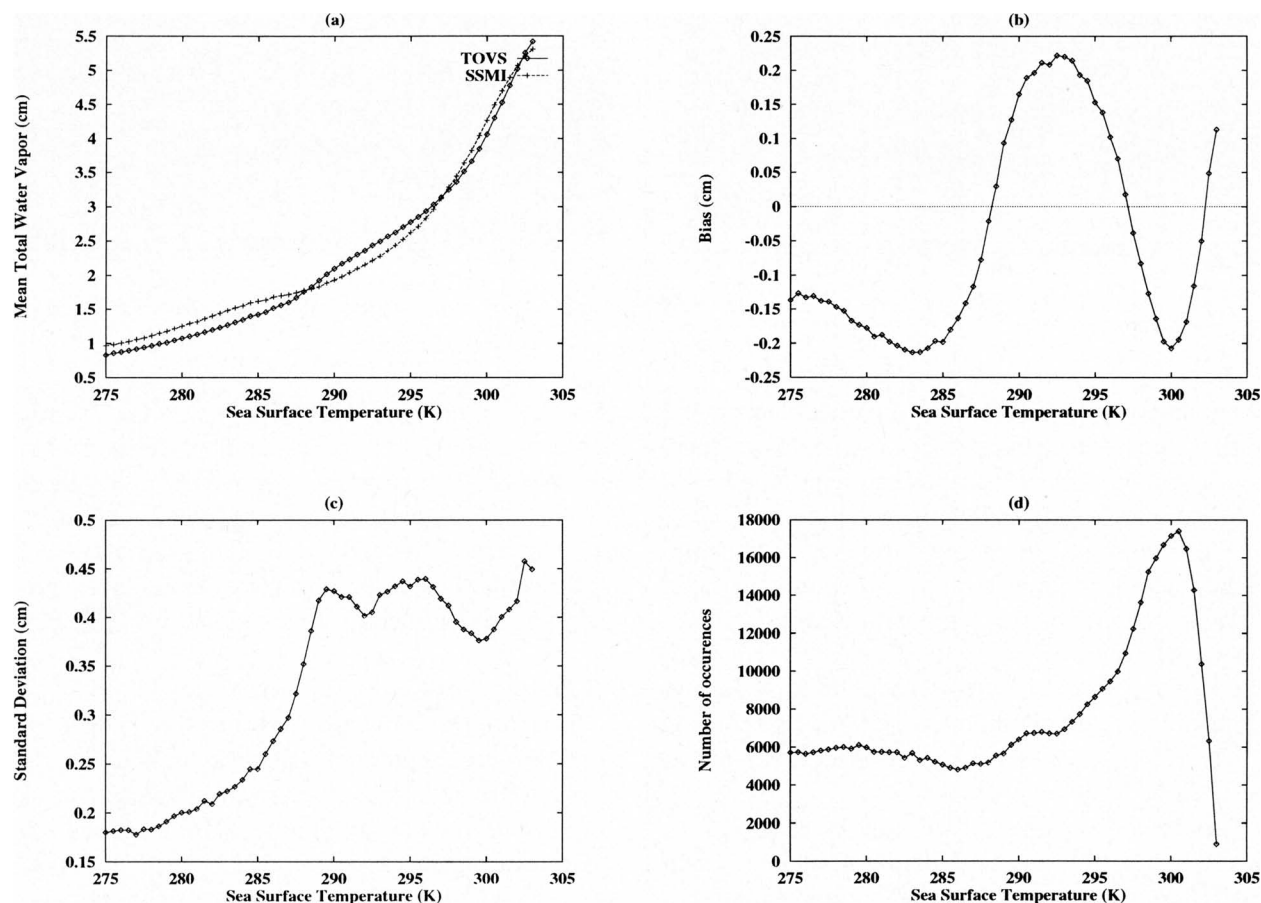 (a)
5.5
5
4.5
4
3.5
3
2.5
2
1.5
1
0.5
Mean Total Water Vapor (cm)
TOVS
SSMI
275 280 285 290 295 300 305
Sea Surface Temperature (K)
(b)
0.25
0.2
0.15
0.1
0.05
0
-0.05
-0.1
-0.15
-0.2
-0.25
Bias (cm)
275 280 285 290 295 300 305
Sea Surface Temperature (K)
(c)
0.5
0.45
0.4
0.35
0.3
0.25
0.2
0.15
Standard Deviation (cm)
275 280 285 290 295 300 305
Sea Surface Temperature (K)
(d)
18000
16000
14000
12000
10000
8000
6000
4000
2000
0
Number of occurences
275 280 285 290 295 300 305
Sea Surface Temperature (K)